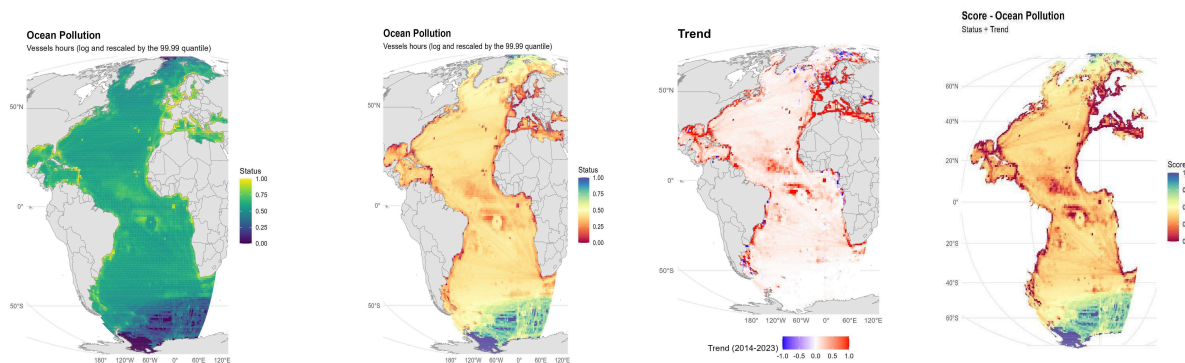 Ocean Pollution
Vessels hours (log and rescaled by the 99.99 quantile)
50°N
0°
50°S
180° 120°W 60°W 0° 60°E 120°E
Status
1.00
0.75
0.50
0.25
0.00
Ocean Pollution
Vessels hours (log and rescaled by the 99.99 quantile)
50°N
0°
50°S
180° 120°W 60°W 0° 60°E 120°E
Status
1.00
0.75
0.50
0.25
0.00
Trend
50°N
0°
50°S
180° 120°W 60°W 0° 60°E 120°E
Trend (2014-2023)
-1.0 -0.5 0.0 0.5 1.0
Score - Ocean Pollution
Status + Trend
60°N
40°N
20°N
0°
20°S
40°S
60°S
Score